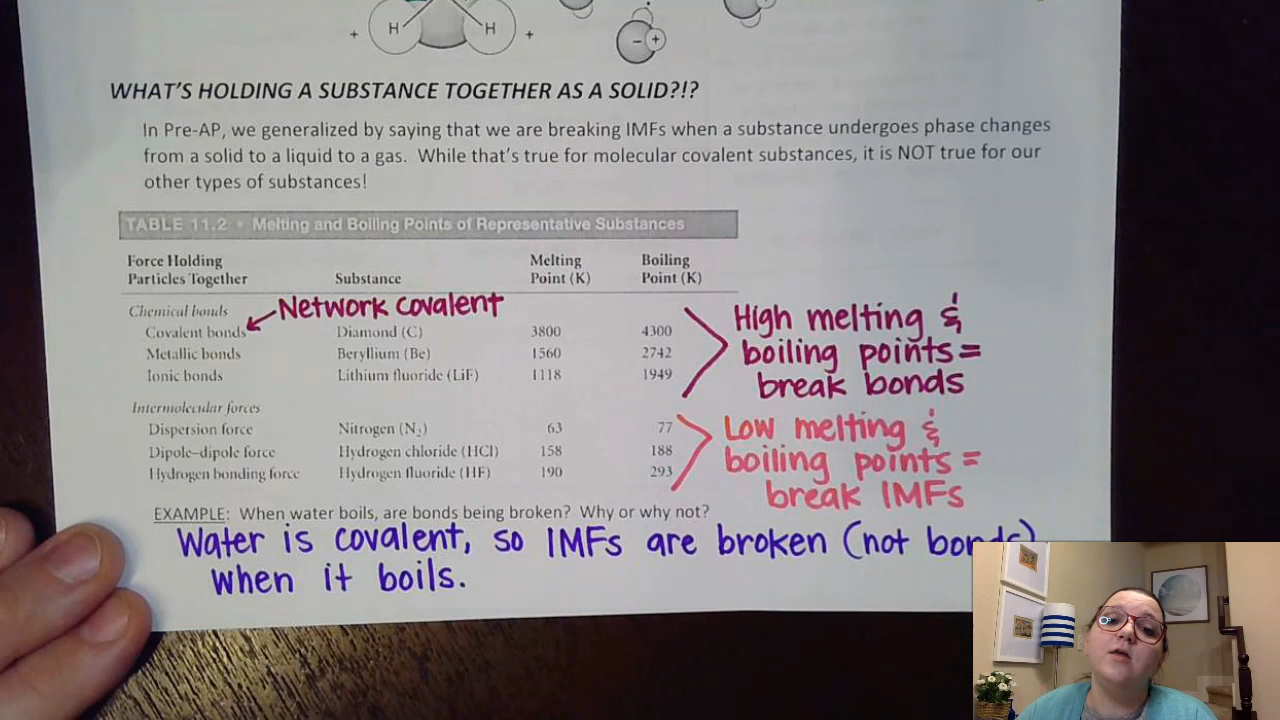 H H
+ +
− +
WHAT'S HOLDING A SUBSTANCE TOGETHER AS A SOLID?!?
In Pre-AP, we generalized by saying that we are breaking IMFs when a substance undergoes phase changes
from a solid to a liquid to a gas. While that's true for molecular covalent substances, it is NOT true for our
other types of substances!
TABLE 11.2 • Melting and Boiling Points of Representative Substances
Force Holding Melting Boiling
Particles Together Substance Point (K) Point (K)
Chemical bonds Network covalent
Covalent bonds Diamond (C) 3800 4300
Metallic bonds Beryllium (Be) 1560 2742
Ionic bonds Lithium fluoride (LiF) 1118 1949
High melting &
boiling points =
break bonds
Intermolecular forces
Dispersion force Nitrogen (N₂) 63 77
Dipole–dipole force Hydrogen chloride (HCl) 158 188
Hydrogen bonding force Hydrogen fluoride (HF) 190 293
Low melting &
boiling points =
break IMFs
EXAMPLE: When water boils, are bonds being broken? Why or why not?
Water is covalent, so IMFs are broken (not bonds)
when it boils.